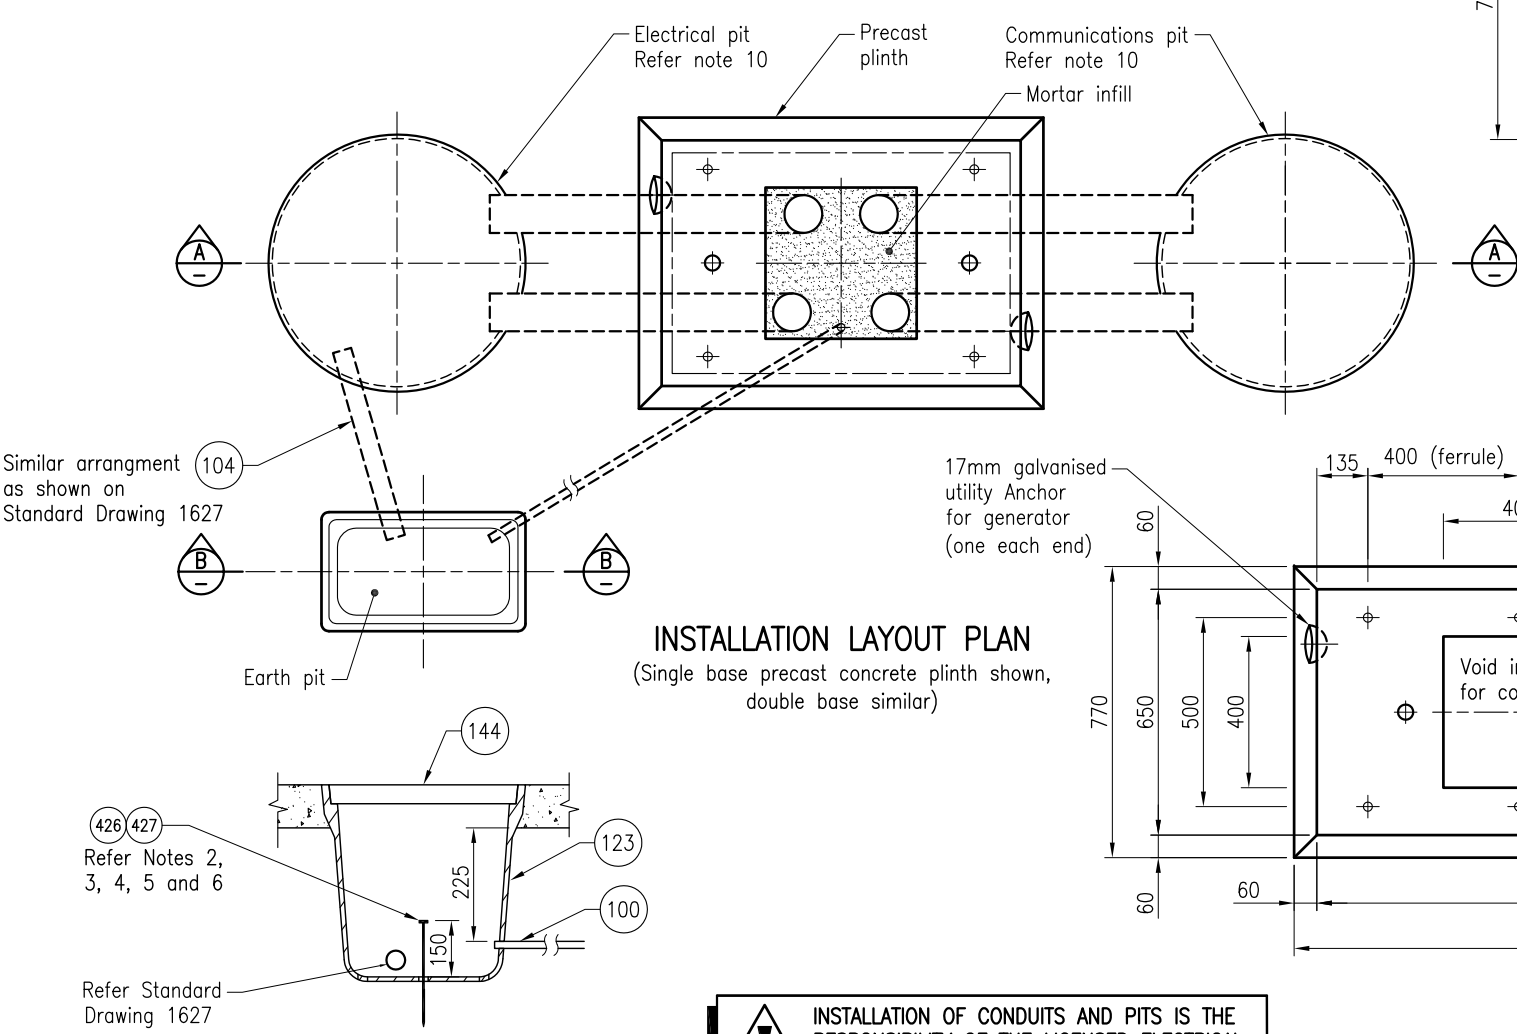 Electrical pit
Refer note 10
Precast
plinth
Communications pit
Refer note 10
Mortar infill
7
A
–
A
–
Similar arrangment
as shown on
Standard Drawing 1627
104
B
–
B
–
Earth pit
INSTALLATION LAYOUT PLAN
(Single base precast concrete plinth shown,
double base similar)
17mm galvanised
utility Anchor
for generator
(one each end)
135
400 (ferrule)
60
770
650
500
400
60
60
Void
for
144
426
427
Refer Notes 2,
3, 4, 5 and 6
123
225
100
150
Refer Standard
Drawing 1627
INSTALLATION OF CONDUITS AND PITS IS THE